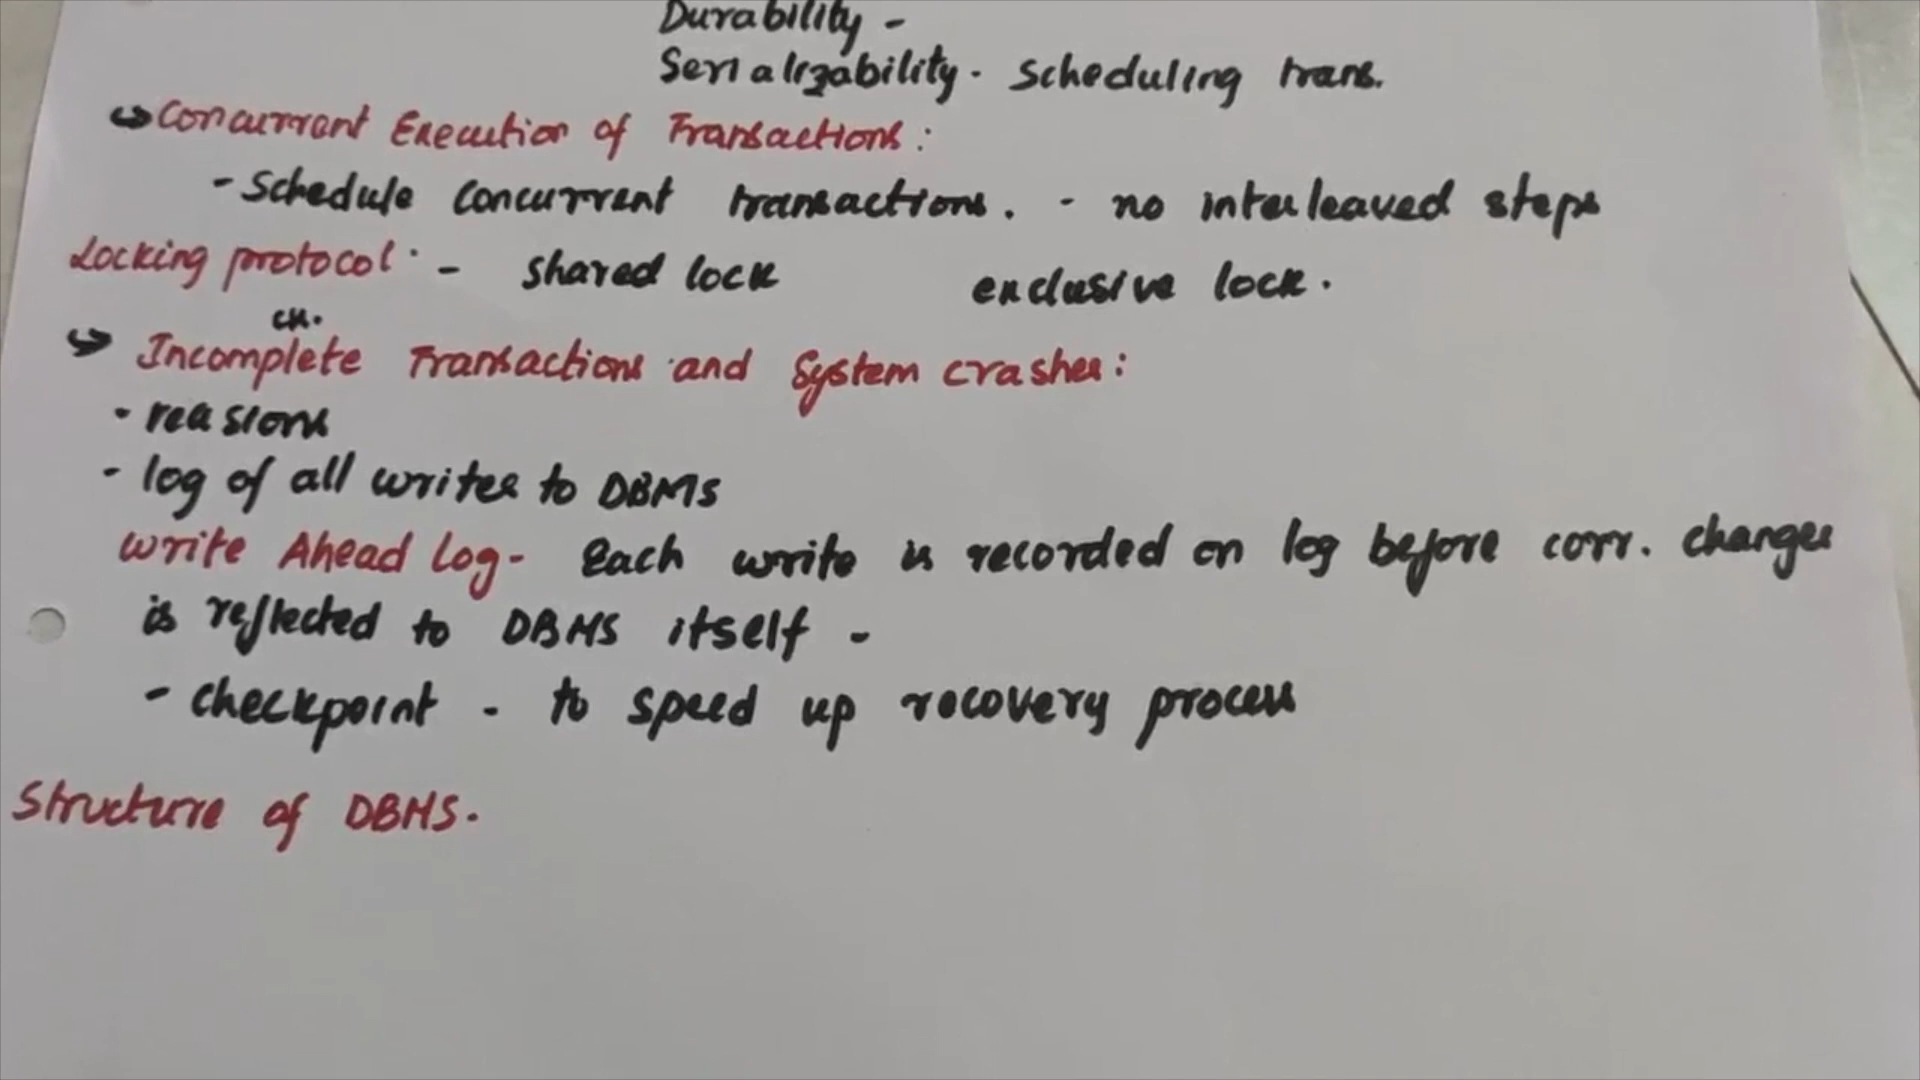 Durability -
Serializability - Scheduling trans.
↪ Concurrent Execution of Transactions :
- Schedule concurrent transactions. - no interleaved steps
Locking protocol - shared lock exclusive lock.
↪ Incomplete Transactions and System crashes :
- reasions
- log of all writes to DBMS
Write Ahead Log - Each write is recorded on log before corr. changes
is reflected to DBMS itself -
- checkpoint - to speed up recovery process
Structure of DBMS.